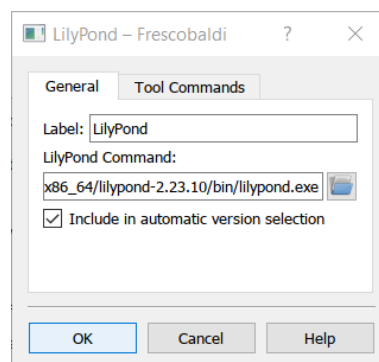 LilyPond – Frescobaldi ?
General Tool Commands
Label: LilyPond
LilyPond Command:
x86_64/lilypond-2.23.10/bin/lilypond.exe
Include in automatic version selection
OK Cancel Help